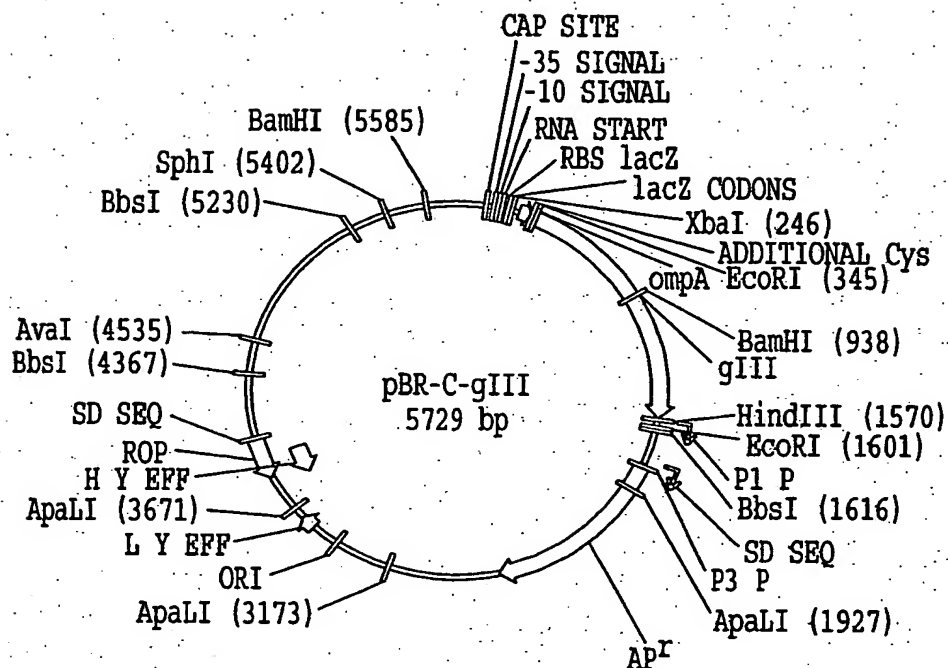 CAP SITE
-35 SIGNAL
-10 SIGNAL
RNA START
RBS lacZ
lacZ CODONS
XbaI (246)
ADDITIONAL Cys
ompA EcoRI (345)
BamHI (938)
gIII
HindIII (1570)
EcoRI (1601)
P1 P
BbsI (1616)
SD SEQ
P3 P
ApaLI (1927)
APr
ApaLI (3173)
ORI
L Y EFF
ApaLI (3671)
H Y EFF
ROP
SD SEQ
BbsI (4367)
AvaI (4535)
BbsI (5230)
SphI (5402)
BamHI (5585)
pBR-C-gIII
5729 bp